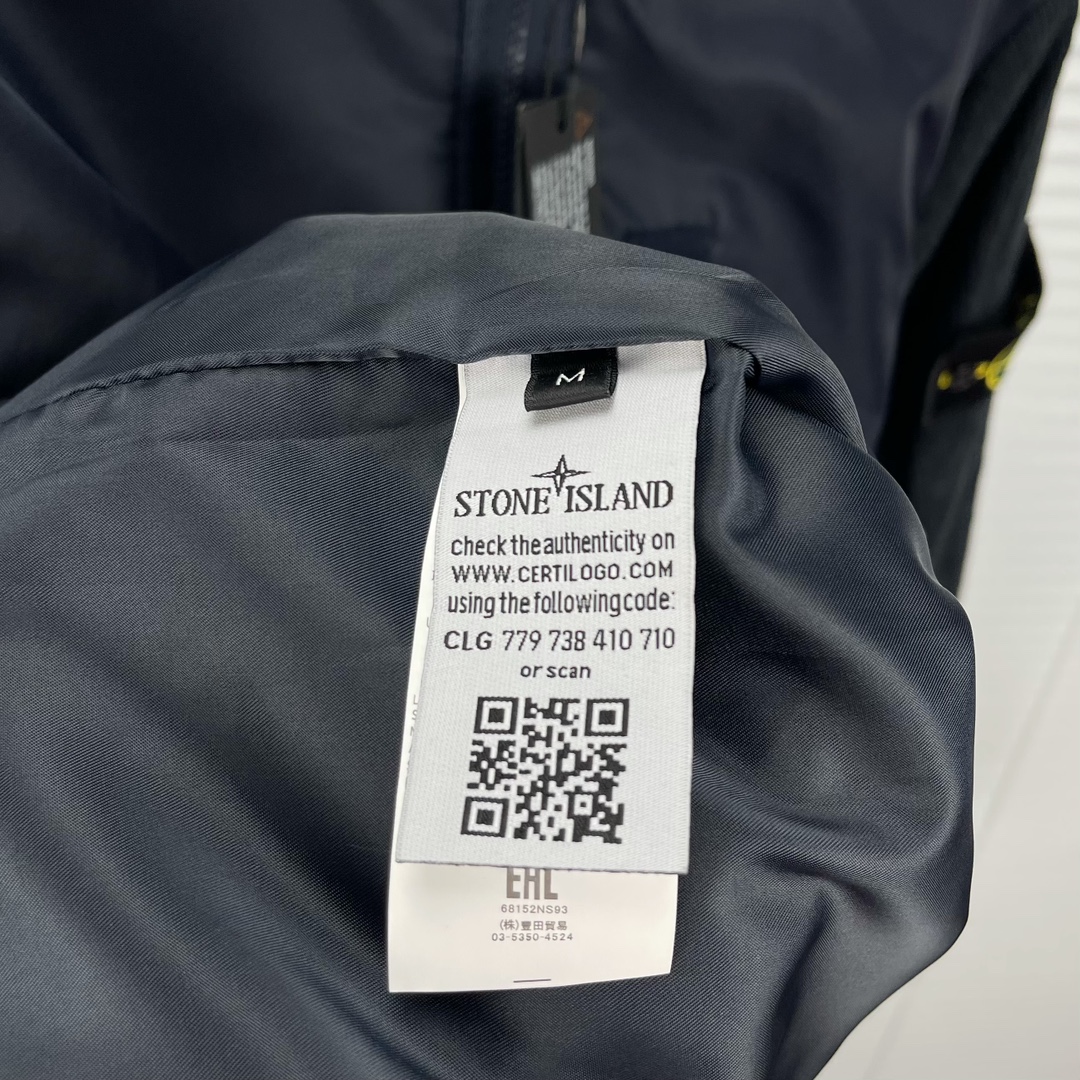 M
STONE ISLAND
check the authenticity on
WWW.CERTILOGO.COM
using the following code:
CLG 779 738 410 710
or scan
EAC
68152NS93
(株)豊田貿易
03-5350-4524